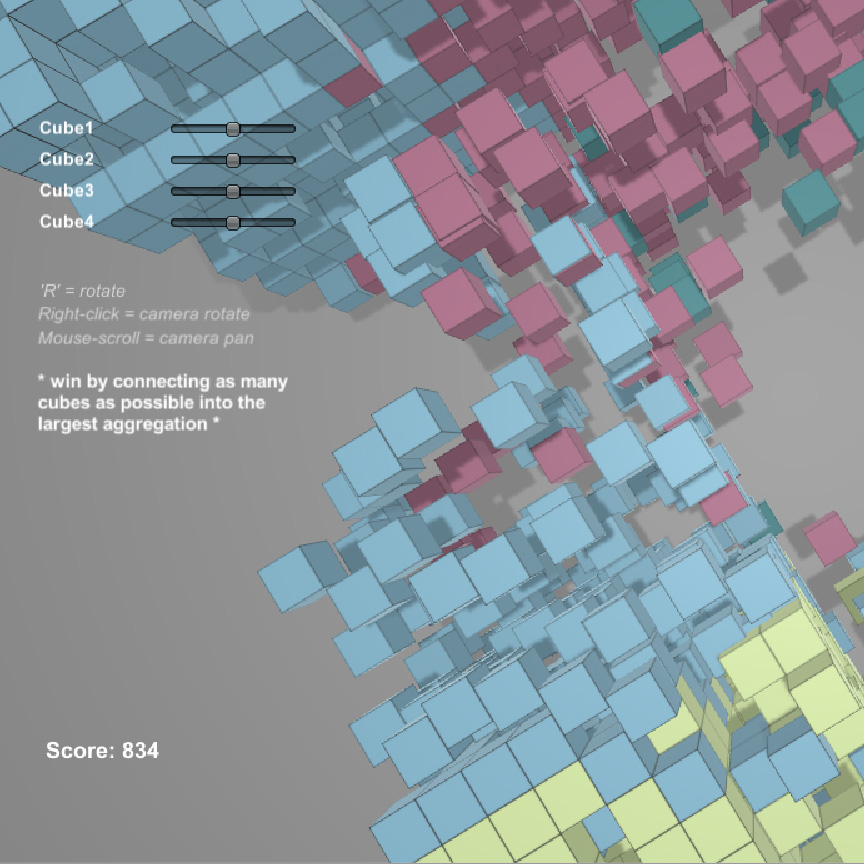 Cube1
Cube2
Cube3
Cube4
'R' = rotate
Right-click = camera rotate
Mouse-scroll = camera pan
* win by connecting as many
cubes as possible into the
largest aggregation *
Score: 834